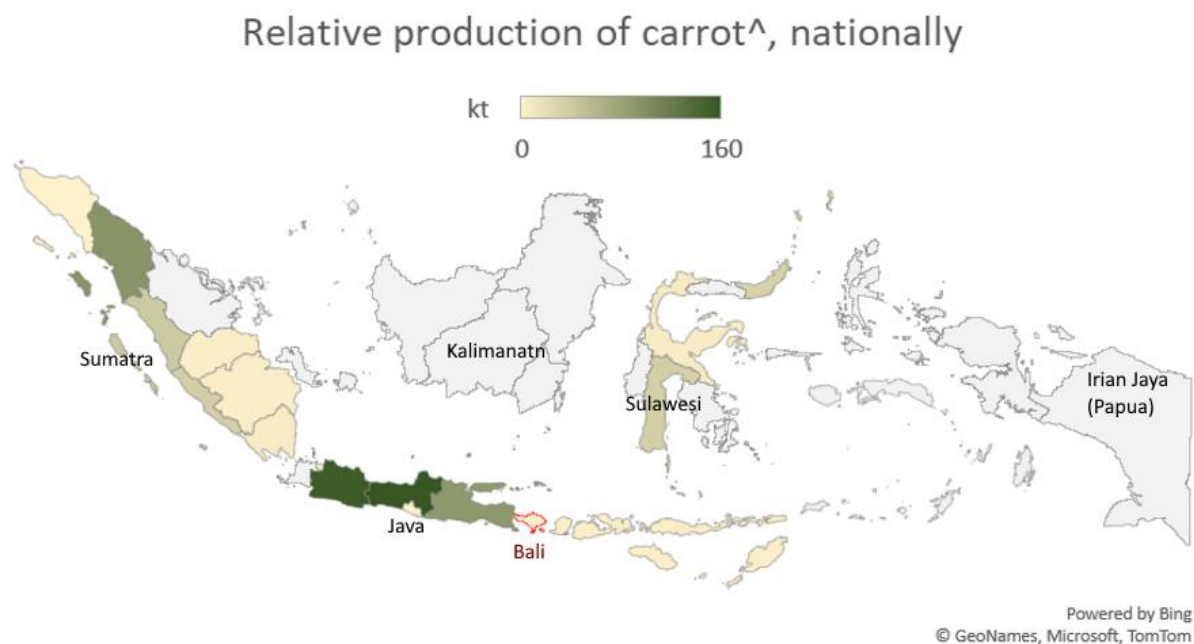 Relative production of carrot^, nationally
kt
0 160
Sumatra
Kalimanatn
Sulawesi
Irian Jaya
(Papua)
Java
Bali
Powered by Bing
© GeoNames, Microsoft, TomTom